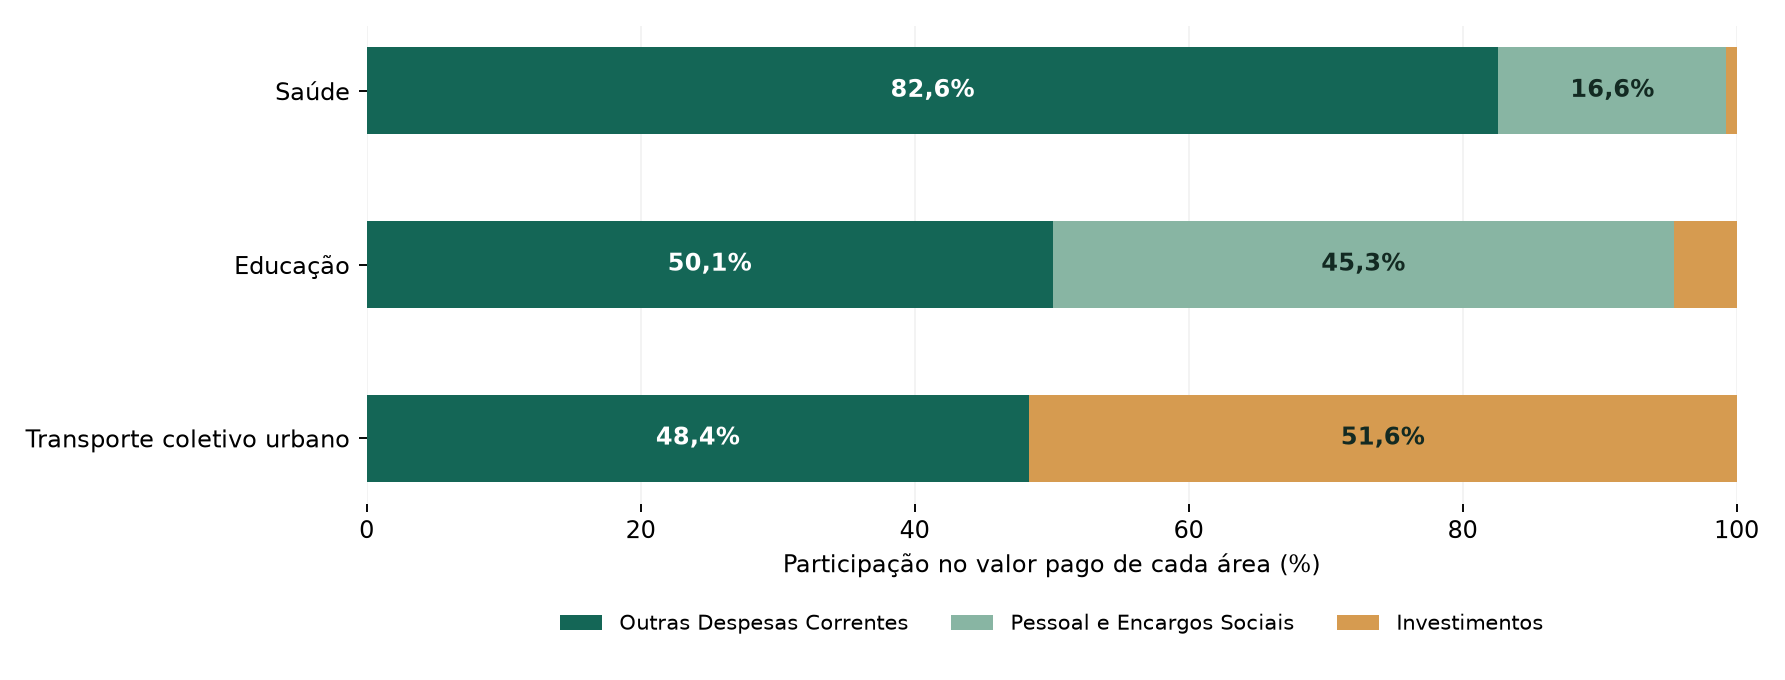 Saúde
82,6%
16,6%
Educação
50,1%
45,3%
Transporte coletivo urbano
48,4%
51,6%
0 20 40 60 80 100
Participação no valor pago de cada área (%)
Outras Despesas Correntes Pessoal e Encargos Sociais Investimentos